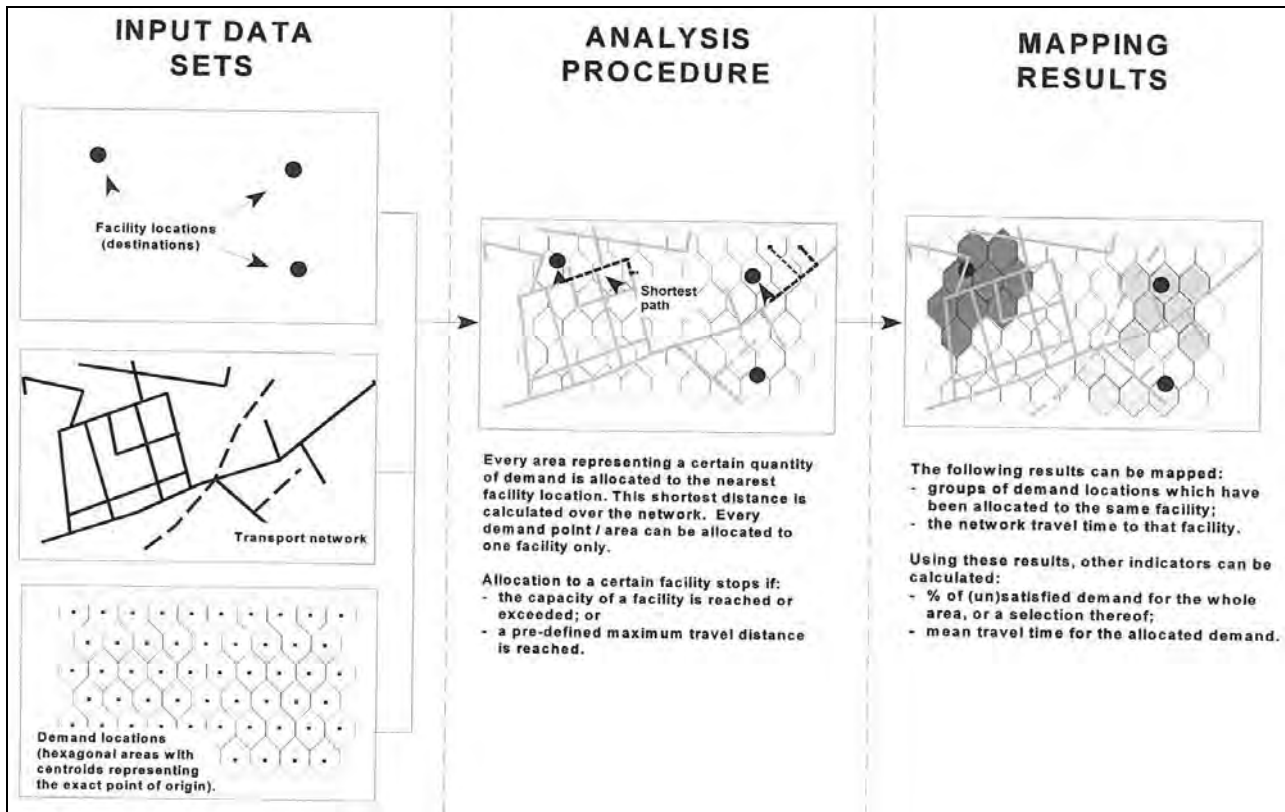 INPUT DATA
SETS
Facility locations
(destinations)
Transport network
Demand locations
(hexagonal areas with
centroids representing
the exact point of origin).
ANALYSIS
PROCEDURE
Shortest
path
Every area representing a certain quantity
of demand is allocated to the nearest
facility location. This shortest distance is
calculated over the network. Every
demand point / area can be allocated to
one facility only.
Allocation to a certain facility stops if:
- the capacity of a facility is reached or
exceeded; or
- a pre-defined maximum travel distance
is reached.
MAPPING
RESULTS
The following results can be mapped:
- groups of demand locations which have
been allocated to the same facility;
- the network travel time to that facility.
Using these results, other indicators can be
calculated:
- % of (un)satisfied demand for the whole
area, or a selection thereof;
- mean travel time for the allocated demand.